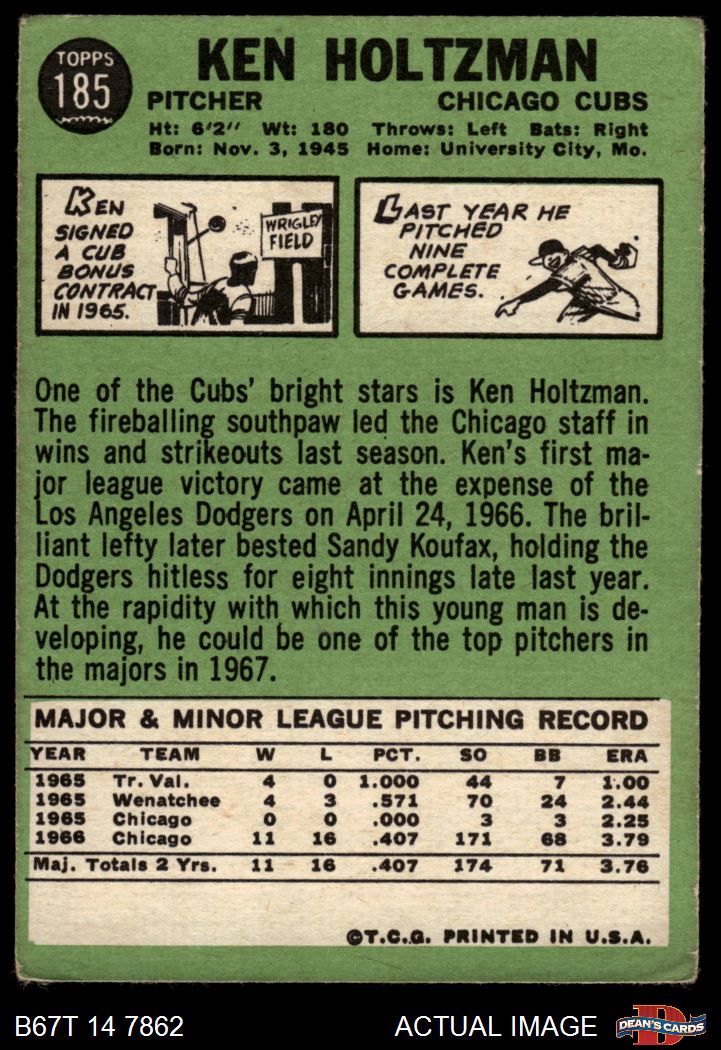 TOPPS
185
KEN HOLTZMAN
PITCHER CHICAGO CUBS
Ht: 6'2" Wt: 180 Throws: Left Bats: Right
Born: Nov. 3, 1945 Home: University City, Mo.
KEN
SIGNED
A CUB
BONUS
CONTRACT
IN 1965.
WRIGLEY
FIELD
LAST YEAR HE
PITCHED
NINE
COMPLETE
GAMES.
One of the Cubs' bright stars is Ken Holtzman.
The fireballing southpaw led the Chicago staff in
wins and strikeouts last season. Ken's first ma-
jor league victory came at the expense of the
Los Angeles Dodgers on April 24, 1966. The bril-
liant lefty later bested Sandy Koufax, holding the
Dodgers hitless for eight innings late last year.
At the rapidity with which this young man is de-
veloping, he could be one of the top pitchers in
the majors in 1967.
MAJOR & MINOR LEAGUE PITCHING RECORD
YEAR TEAM W L PCT. SO BB ERA
1965 Tr. Val. 4 0 1.000 44 7 1.00
1965 Wenatchee 4 3 .571 70 24 2.44
1965 Chicago 0 0 .000 3 3 2.25
1966 Chicago 11 16 .407 171 68 3.79
Maj. Totals 2 Yrs. 11 16 .407 174 71 3.76
©T.C.G. PRINTED IN U.S.A.
B67T 14 7862 ACTUAL IMAGE
DEAN'S CARDS